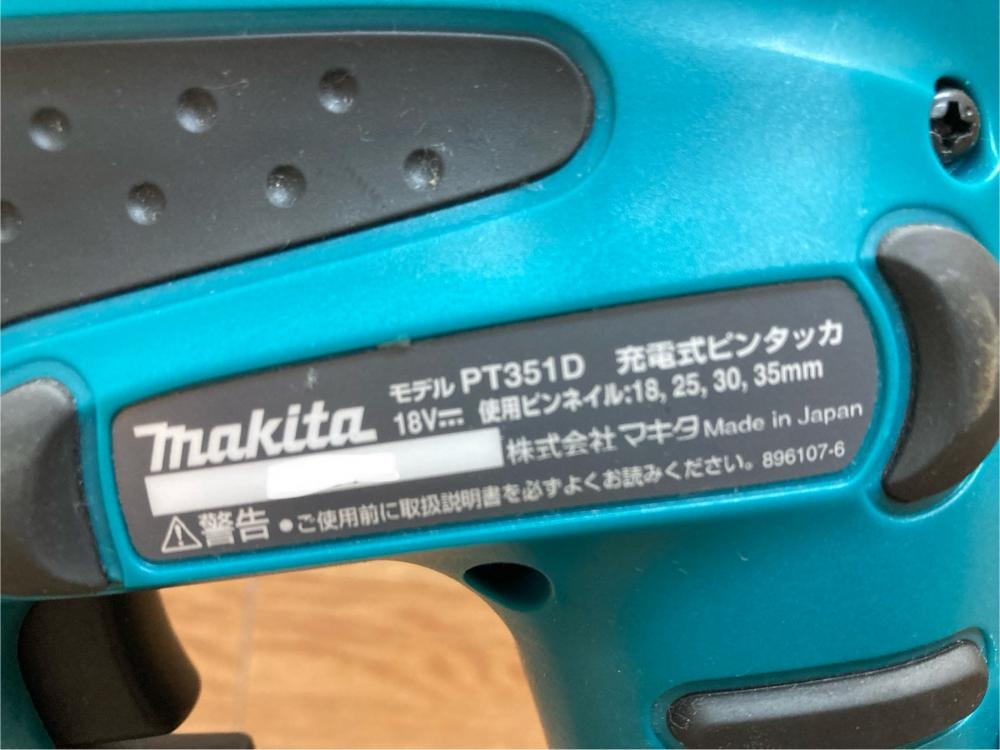 makita モデル PT351D 充電式ピンタッカ
18V⎓ 使用ピンネイル:18, 25, 30, 35mm
株式会社 マキタ Made in Japan
⚠警告 ●ご使用前に取扱説明書を必ずよくお読みください。 896107-6